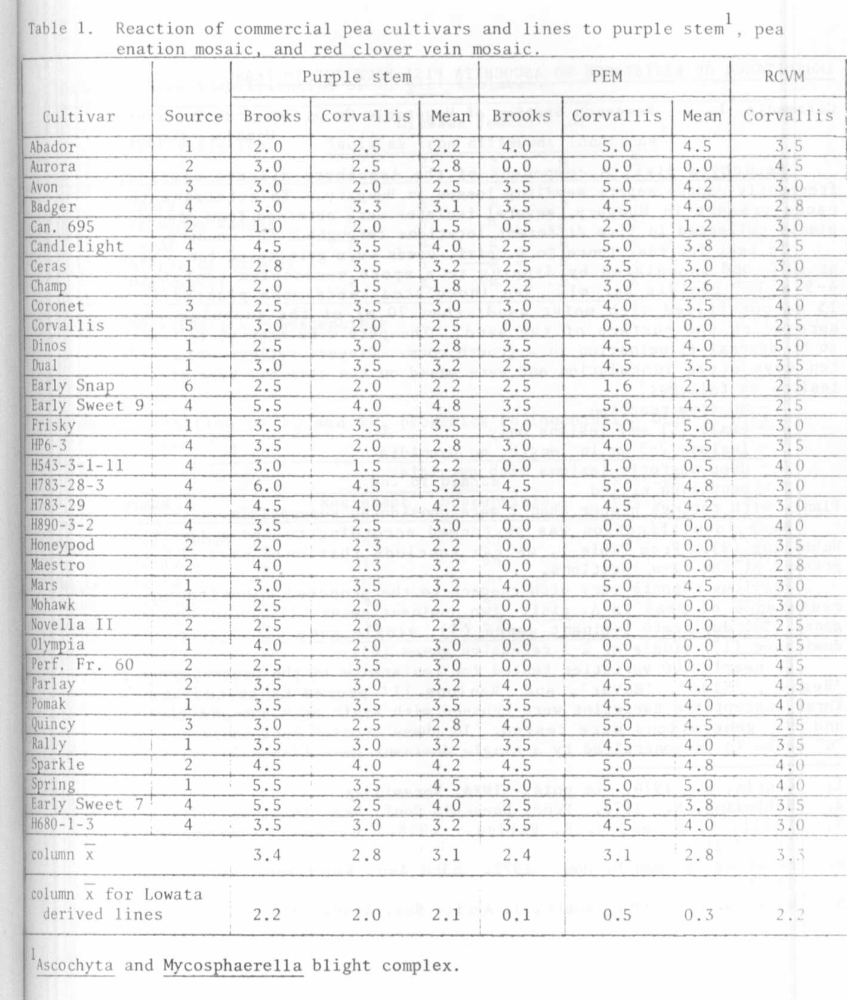 Table 1. Reaction of commercial pea cultivars and lines to purple stem1, pea
enation mosaic, and red clover vein mosaic.
Purple stem PEM RCVM
Cultivar Source Brooks Corvallis Mean Brooks Corvallis Mean Corvallis
Abador 1 2.0 2.5 2.2 4.0 5.0 4.5 3.5
Aurora 2 3.0 2.5 2.8 0.0 0.0 0.0 4.5
Avon 3 3.0 2.0 2.5 3.5 5.0 4.2 3.0
Badger 4 3.0 3.3 3.1 3.5 4.5 4.0 2.8
Can. 695 2 1.0 2.0 1.5 0.5 2.0 1.2 3.0
Candlelight 4 4.5 3.5 4.0 2.5 5.0 3.8 2.5
Ceras 1 2.8 3.5 3.2 2.5 3.5 3.0 3.0
Champ 1 2.0 1.5 1.8 2.2 3.0 2.6 2.2
Coronet 3 2.5 3.5 3.0 3.0 4.0 3.5 4.0
Corvallis 5 3.0 2.0 2.5 0.0 0.0 0.0 2.5
Dinos 1 2.5 3.0 2.8 3.5 4.5 4.0 5.0
Dual 1 3.0 3.5 3.2 2.5 4.5 3.5 3.5
Early Snap 6 2.5 2.0 2.2 2.5 1.6 2.1 2.5
Early Sweet 9 4 5.5 4.0 4.8 3.5 5.0 4.2 2.5
Frisky 1 3.5 3.5 3.5 5.0 5.0 5.0 3.0
HP6-3 4 3.5 2.0 2.8 3.0 4.0 3.5 3.5
H543-3-1-11 4 3.0 1.5 2.2 0.0 1.0 0.5 4.0
H783-28-3 4 6.0 4.5 5.2 4.5 5.0 4.8 3.0
H783-29 4 4.5 4.0 4.2 4.0 4.5 4.2 3.0
H890-3-2 4 3.5 2.5 3.0 0.0 0.0 0.0 4.0
Honeypod 2 2.0 2.3 2.2 0.0 0.0 0.0 3.5
Maestro 2 4.0 2.3 3.2 0.0 0.0 0.0 2.8
Mars 1 3.0 3.5 3.2 4.0 5.0 4.5 3.0
Mohawk 1 2.5 2.0 2.2 0.0 0.0 0.0 3.0
Novella II 2 2.5 2.0 2.2 0.0 0.0 0.0 2.5
Olympia 1 4.0 2.0 3.0 0.0 0.0 0.0 1.5
Perf. Fr. 60 2 2.5 3.5 3.0 0.0 0.0 0.0 4.5
Parlay 2 3.5 3.0 3.2 4.0 4.5 4.2 4.5
Pomak 1 3.5 3.5 3.5 3.5 4.5 4.0 4.0
Quincy 3 3.0 2.5 2.8 4.0 5.0 4.5 2.5
Rally 1 3.5 3.0 3.2 3.5 4.5 4.0 3.5
Sparkle 2 4.5 4.0 4.2 4.5 5.0 4.8 4.0
Spring 1 5.5 3.5 4.5 5.0 5.0 5.0 4.0
Early Sweet 7 4 5.5 2.5 4.0 2.5 5.0 3.8 3.5
H680-1-3 4 3.5 3.0 3.2 3.5 4.5 4.0 3.0
column x̅ 3.4 2.8 3.1 2.4 3.1 2.8 3.3
column x̅ for Lowata
derived lines 2.2 2.0 2.1 0.1 0.5 0.3 2.2
1Ascochyta and Mycosphaerella blight complex.